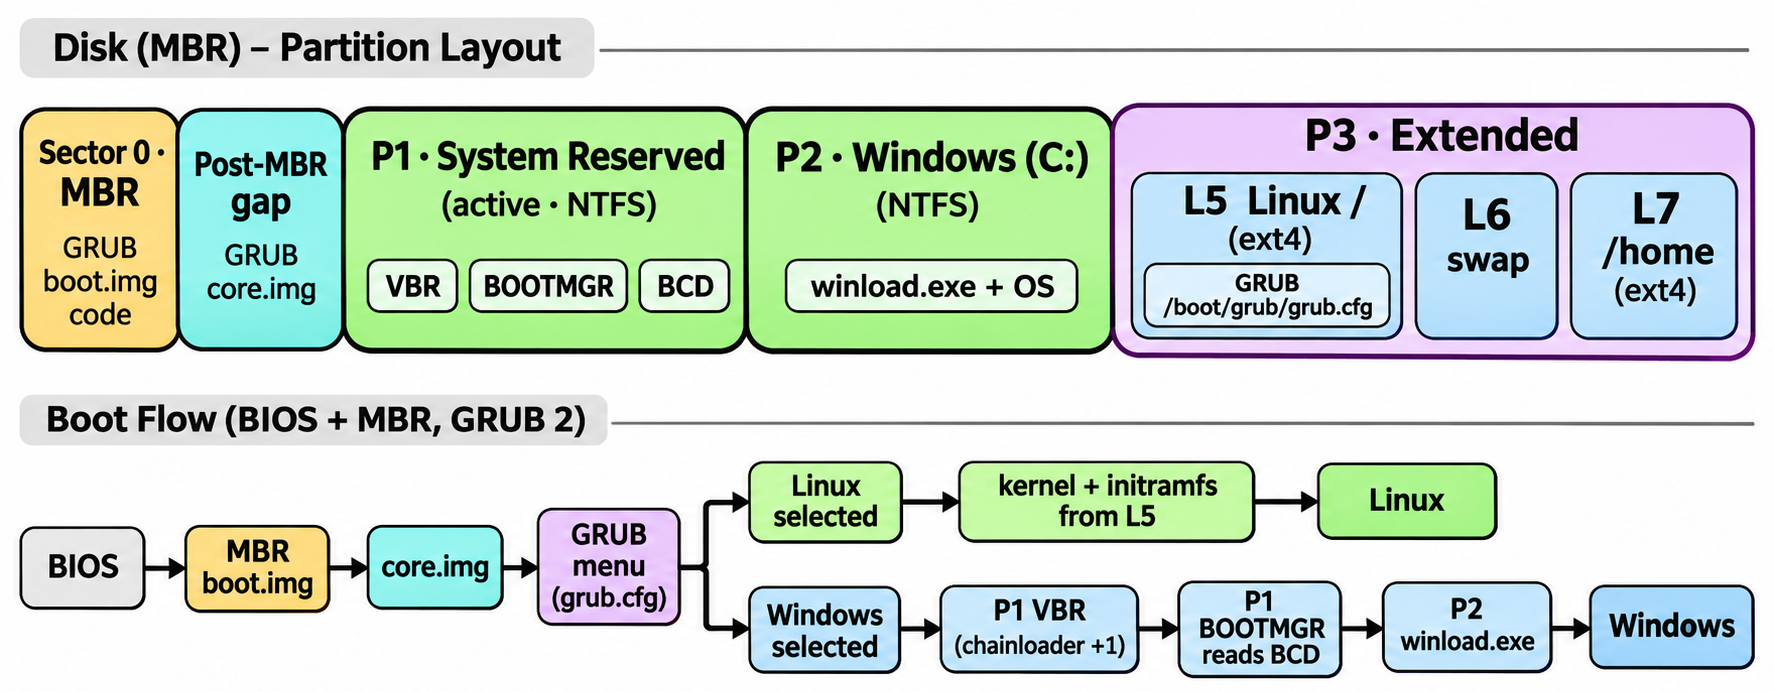 Disk (MBR) – Partition Layout
Sector 0 ·
MBR
GRUB
boot.img
code
Post-MBR
gap
GRUB
core.img
P1 · System Reserved
(active · NTFS)
VBR
BOOTMGR
BCD
P2 · Windows (C:)
(NTFS)
winload.exe + OS
P3 · Extended
L5 Linux /
(ext4)
GRUB
/boot/grub/grub.cfg
L6
swap
L7
/home
(ext4)
Boot Flow (BIOS + MBR, GRUB 2)
BIOS
MBR
boot.img
core.img
GRUB
menu
(grub.cfg)
Linux
selected
kernel + initramfs
from L5
Linux
Windows
selected
P1 VBR
(chainloader +1)
P1
BOOTMGR
reads BCD
P2
winload.exe
Windows